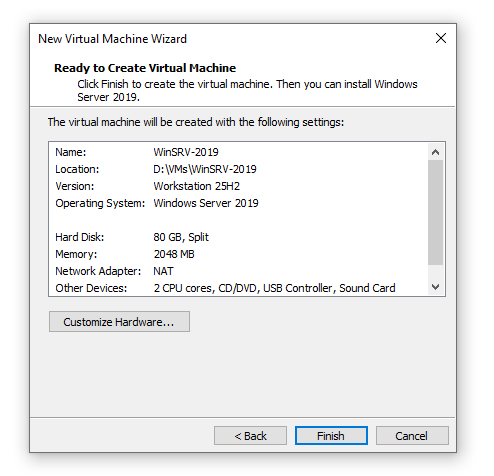 New Virtual Machine Wizard
Ready to Create Virtual Machine
Click Finish to create the virtual machine. Then you can install Windows
Server 2019.
The virtual machine will be created with the following settings:
Name: WinSRV-2019
Location: D:\VMs\WinSRV-2019
Version: Workstation 25H2
Operating System: Windows Server 2019
Hard Disk: 80 GB, Split
Memory: 2048 MB
Network Adapter: NAT
Other Devices: 2 CPU cores, CD/DVD, USB Controller, Sound Card
Customize Hardware...
< Back Finish Cancel